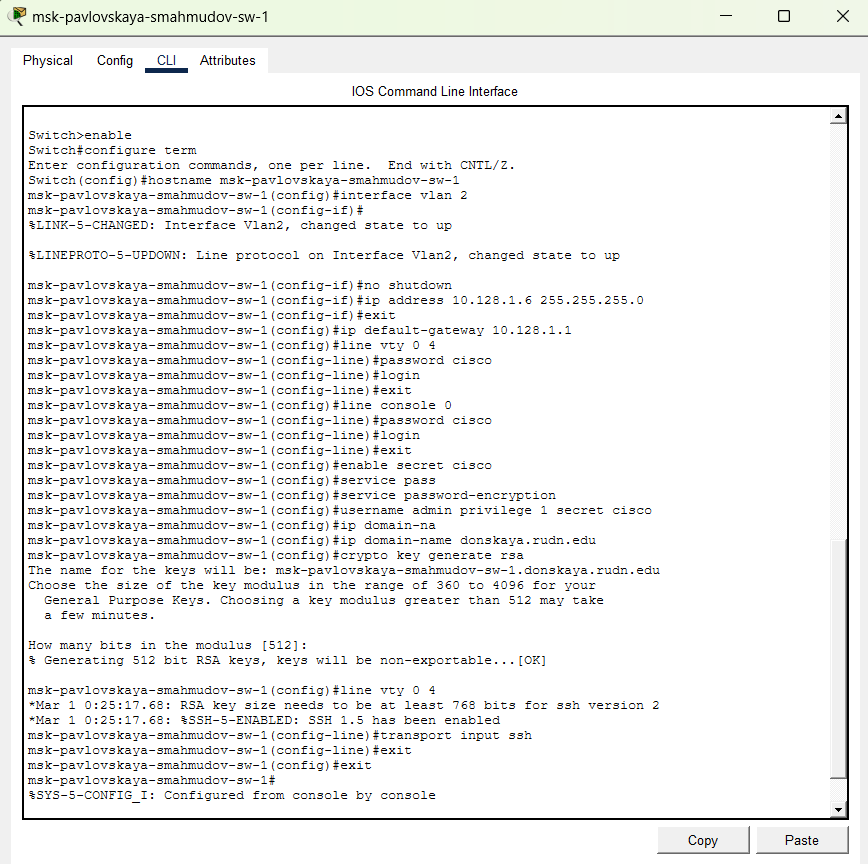 msk-pavlovskaya-smahmudov-sw-1
Physical Config CLI Attributes
IOS Command Line Interface
Switch>enable
Switch#configure term
Enter configuration commands, one per line.  End with CNTL/Z.
Switch(config)#hostname msk-pavlovskaya-smahmudov-sw-1
msk-pavlovskaya-smahmudov-sw-1(config)#interface vlan 2
msk-pavlovskaya-smahmudov-sw-1(config-if)#
%LINK-5-CHANGED: Interface Vlan2, changed state to up
%LINEPROTO-5-UPDOWN: Line protocol on Interface Vlan2, changed state to up
msk-pavlovskaya-smahmudov-sw-1(config-if)#no shutdown
msk-pavlovskaya-smahmudov-sw-1(config-if)#ip address 10.128.1.6 255.255.255.0
msk-pavlovskaya-smahmudov-sw-1(config-if)#exit
msk-pavlovskaya-smahmudov-sw-1(config)#ip default-gateway 10.128.1.1
msk-pavlovskaya-smahmudov-sw-1(config)#line vty 0 4
msk-pavlovskaya-smahmudov-sw-1(config-line)#password cisco
msk-pavlovskaya-smahmudov-sw-1(config-line)#login
msk-pavlovskaya-smahmudov-sw-1(config-line)#exit
msk-pavlovskaya-smahmudov-sw-1(config)#line console 0
msk-pavlovskaya-smahmudov-sw-1(config-line)#password cisco
msk-pavlovskaya-smahmudov-sw-1(config-line)#login
msk-pavlovskaya-smahmudov-sw-1(config-line)#exit
msk-pavlovskaya-smahmudov-sw-1(config)#enable secret cisco
msk-pavlovskaya-smahmudov-sw-1(config)#service pass
msk-pavlovskaya-smahmudov-sw-1(config)#service password-encryption
msk-pavlovskaya-smahmudov-sw-1(config)#username admin privilege 1 secret cisco
msk-pavlovskaya-smahmudov-sw-1(config)#ip domain-na
msk-pavlovskaya-smahmudov-sw-1(config)#ip domain-name donskaya.rudn.edu
msk-pavlovskaya-smahmudov-sw-1(config)#crypto key generate rsa
The name for the keys will be: msk-pavlovskaya-smahmudov-sw-1.donskaya.rudn.edu
Choose the size of the key modulus in the range of 360 to 4096 for your
General Purpose Keys. Choosing a key modulus greater than 512 may take
a few minutes.
How many bits in the modulus [512]:
% Generating 512 bit RSA keys, keys will be non-exportable...[OK]
msk-pavlovskaya-smahmudov-sw-1(config)#line vty 0 4
*Mar 1 0:25:17.68: RSA key size needs to be at least 768 bits for ssh version 2
*Mar 1 0:25:17.68: %SSH-5-ENABLED: SSH 1.5 has been enabled
msk-pavlovskaya-smahmudov-sw-1(config-line)#transport input ssh
msk-pavlovskaya-smahmudov-sw-1(config-line)#exit
msk-pavlovskaya-smahmudov-sw-1(config)#exit
msk-pavlovskaya-smahmudov-sw-1#
%SYS-5-CONFIG_I: Configured from console by console
Copy Paste